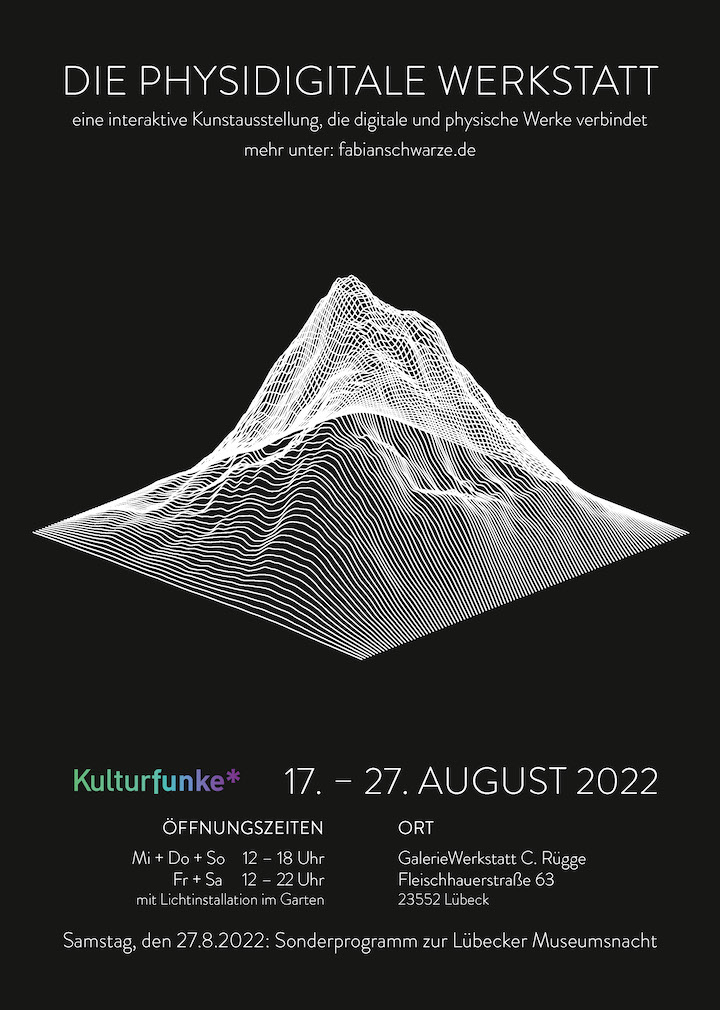 DIE PHYSIDIGITALE WERKSTATT
eine interaktive Kunstausstellung, die digitale und physische Werke verbindet
mehr unter: fabianschwarze.de
Kulturfunke*
17. – 27. AUGUST 2022
ÖFFNUNGSZEITEN
Mi + Do + So 12 – 18 Uhr
Fr + Sa 12 – 22 Uhr
mit Lichtinstallation im Garten
ORT
GalerieWerkstatt C. Rügge
Fleischhauerstraße 63
23552 Lübeck
Samstag, den 27.8.2022: Sonderprogramm zur Lübecker Museumsnacht